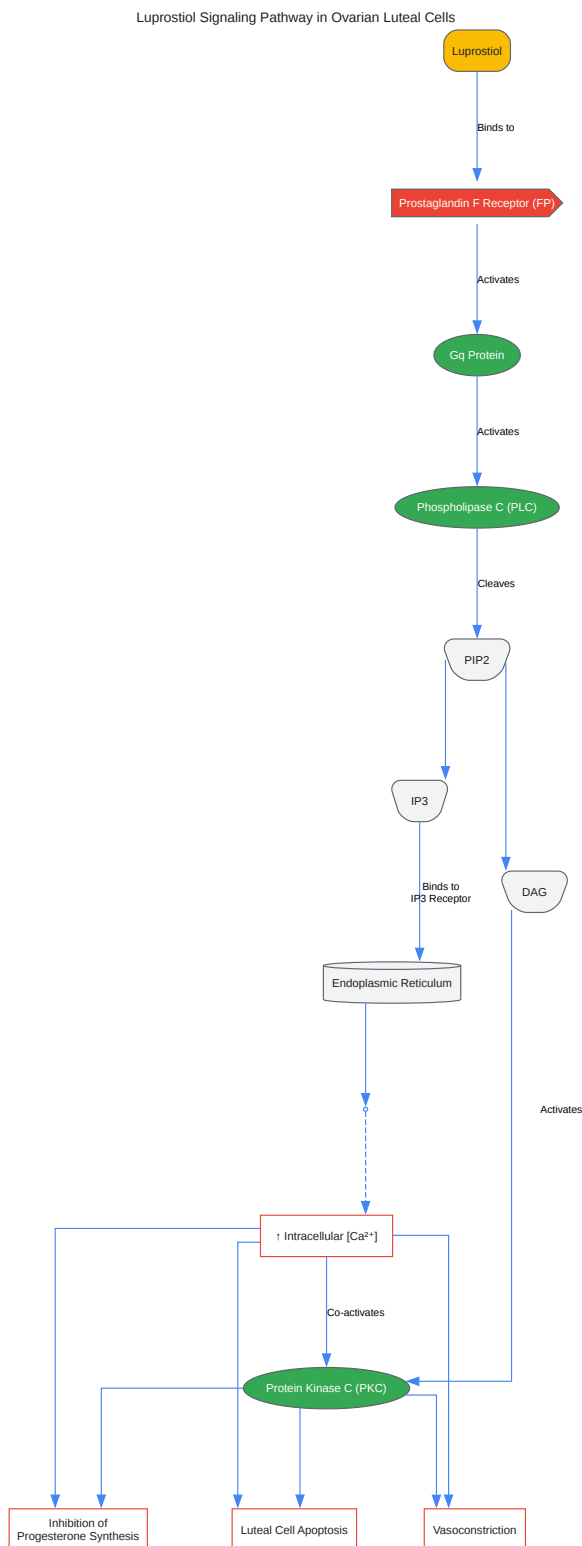 Luprostiol Signaling Pathway in Ovarian Luteal Cells
Luprostiol
Binds to
Prostaglandin F Receptor (FP)
Activates
Gq Protein
Activates
Phospholipase C (PLC)
Cleaves
PIP2
IP3
DAG
Binds to
IP3 Receptor
Endoplasmic Reticulum
Activates
↑ Intracellular [Ca²⁺]
Co-activates
Protein Kinase C (PKC)
Inhibition of
Progesterone Synthesis
Luteal Cell Apoptosis
Vasoconstriction